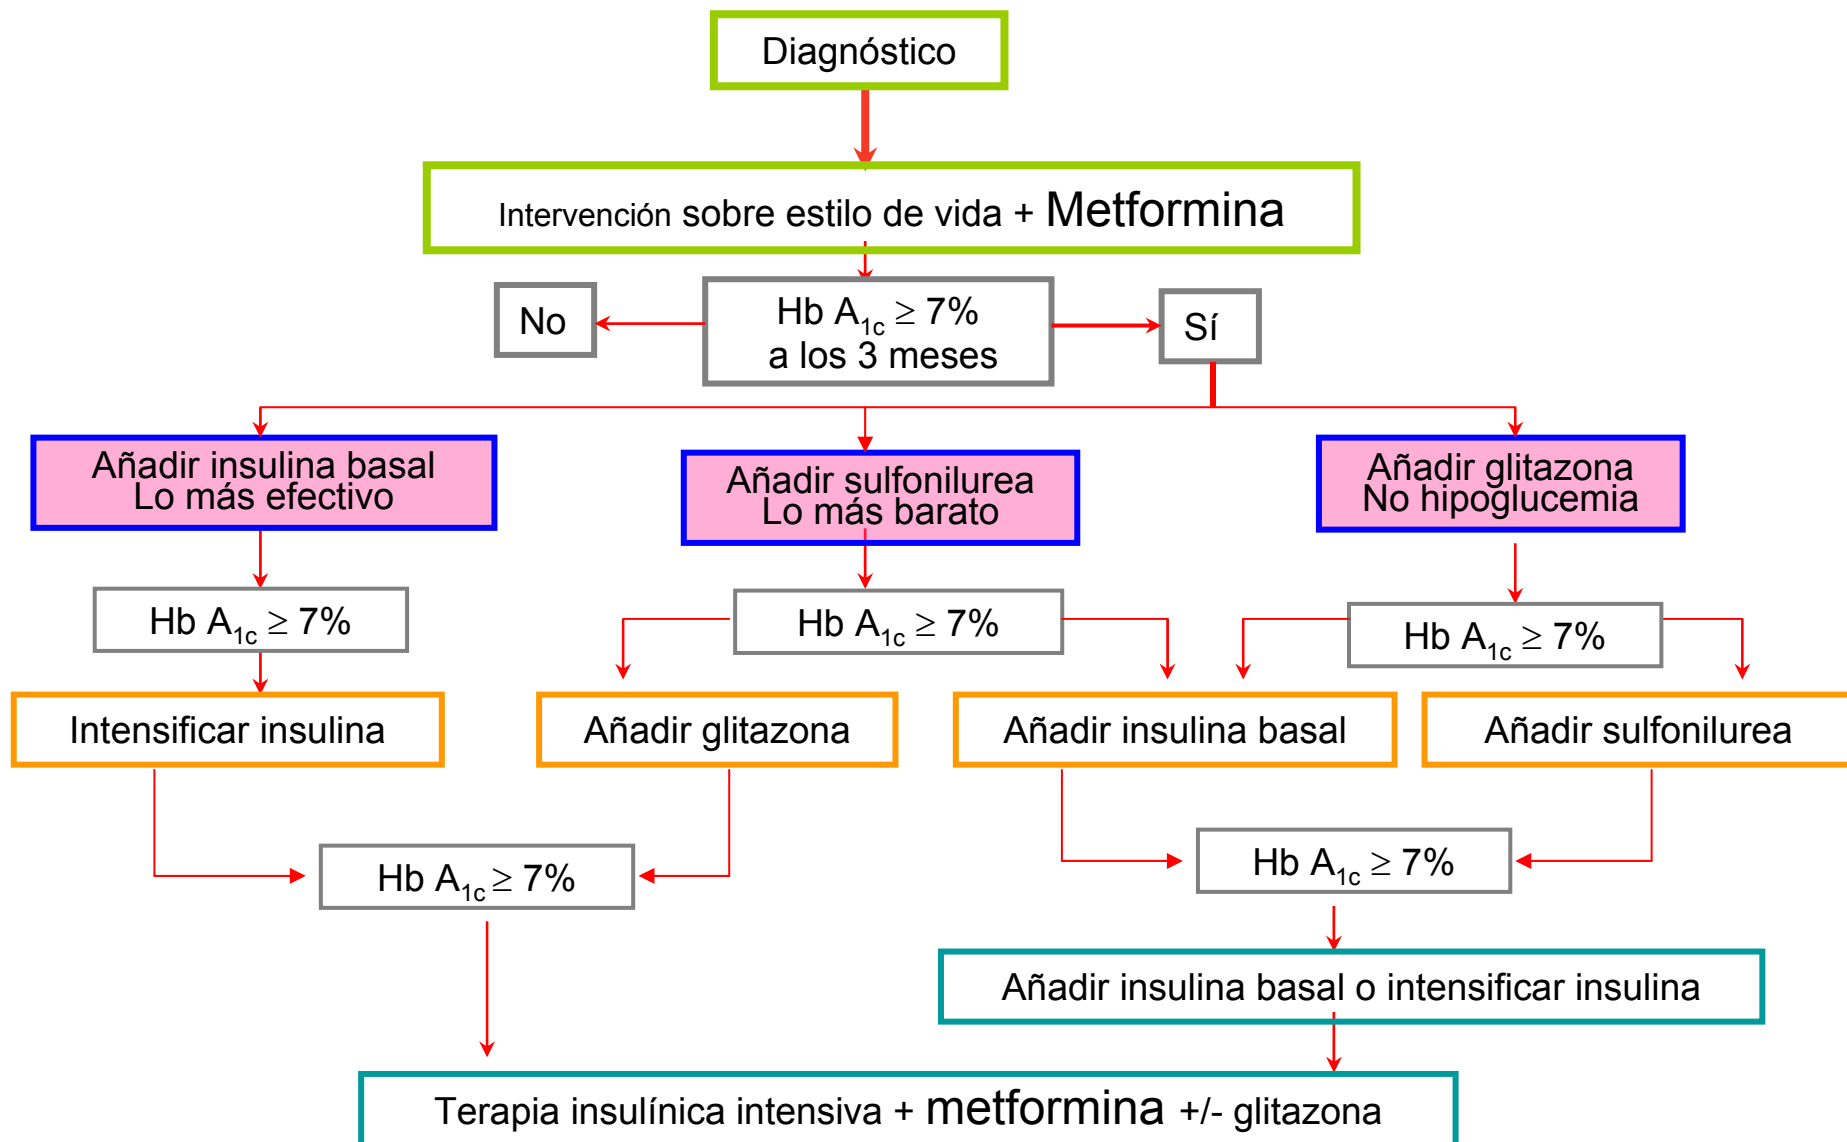 Diagnóstico
Intervención sobre estilo de vida + Metformina
No
Hb A1c ≥ 7%
a los 3 meses
Sí
Añadir insulina basal
Lo más efectivo
Añadir sulfonilurea
Lo más barato
Añadir glitazona
No hipoglucemia
Hb A1c ≥ 7%
Hb A1c ≥ 7%
Hb A1c ≥ 7%
Intensificar insulina
Añadir glitazona
Añadir insulina basal
Añadir sulfonilurea
Hb A1c ≥ 7%
Hb A1c ≥ 7%
Añadir insulina basal o intensificar insulina
Terapia insulínica intensiva + metformina +/- glitazona